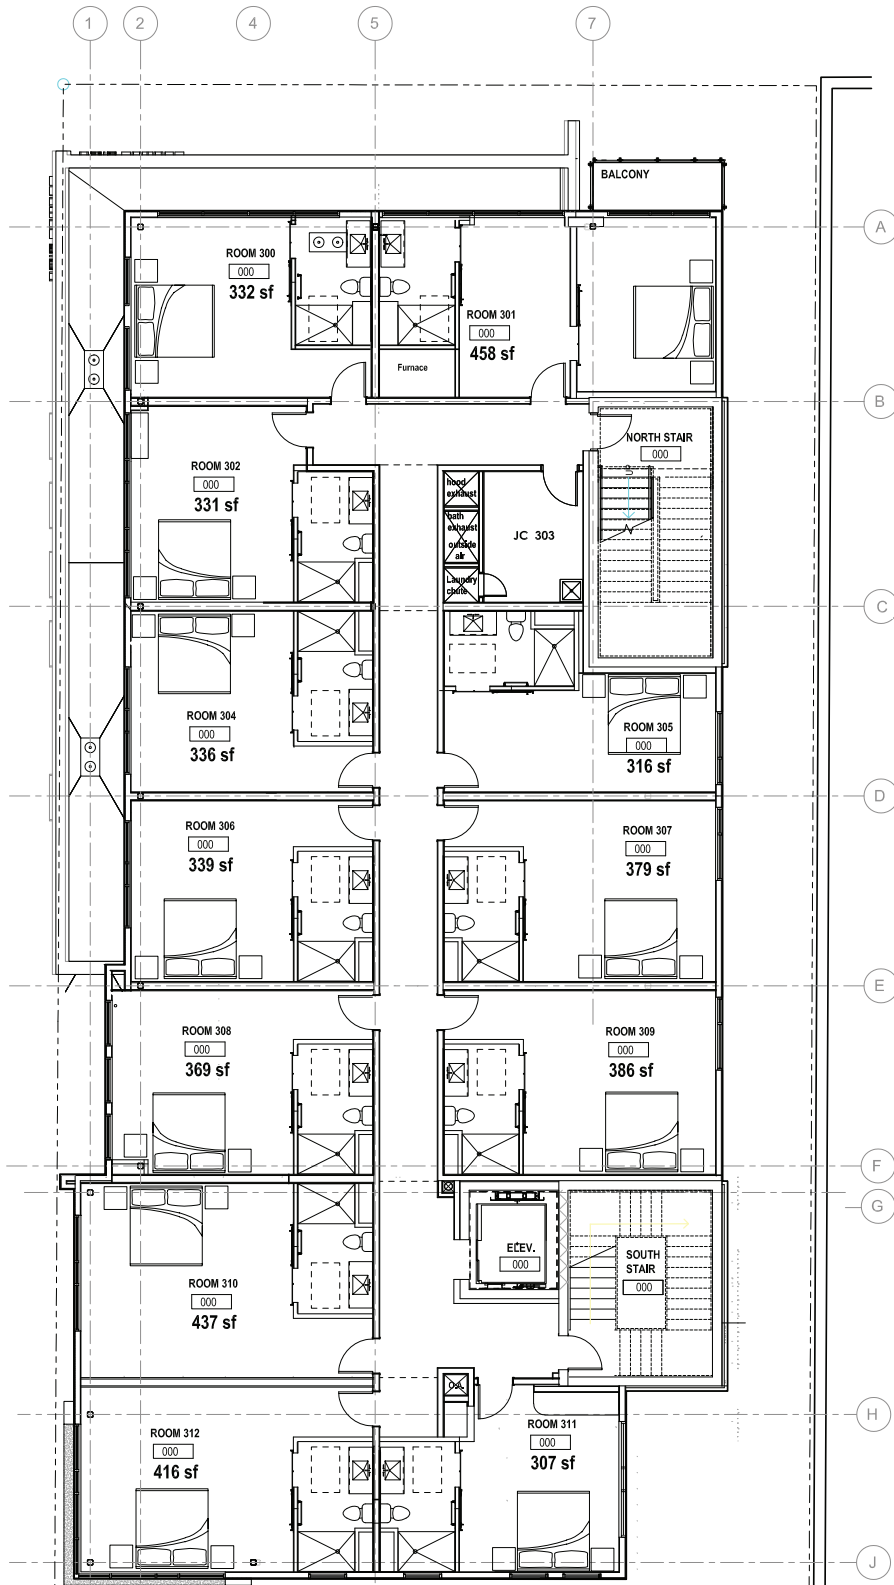 1
2
4
5
7
BALCONY
A
ROOM 300
000
332 sf
ROOM 301
000
458 sf
Furnace
B
NORTH STAIR
000
UP
ROOM 302
000
331 sf
hood
exhaust
bath
exhaust
outside
air
Laundry
chute
JC 303
C
ROOM 304
000
336 sf
ROOM 305
000
316 sf
D
ROOM 306
000
339 sf
ROOM 307
000
379 sf
E
ROOM 308
000
369 sf
ROOM 309
000
386 sf
F
G
ELEV.
000
SOUTH
STAIR
000
ROOM 310
000
437 sf
O.A.
H
ROOM 312
000
416 sf
ROOM 311
000
307 sf
J